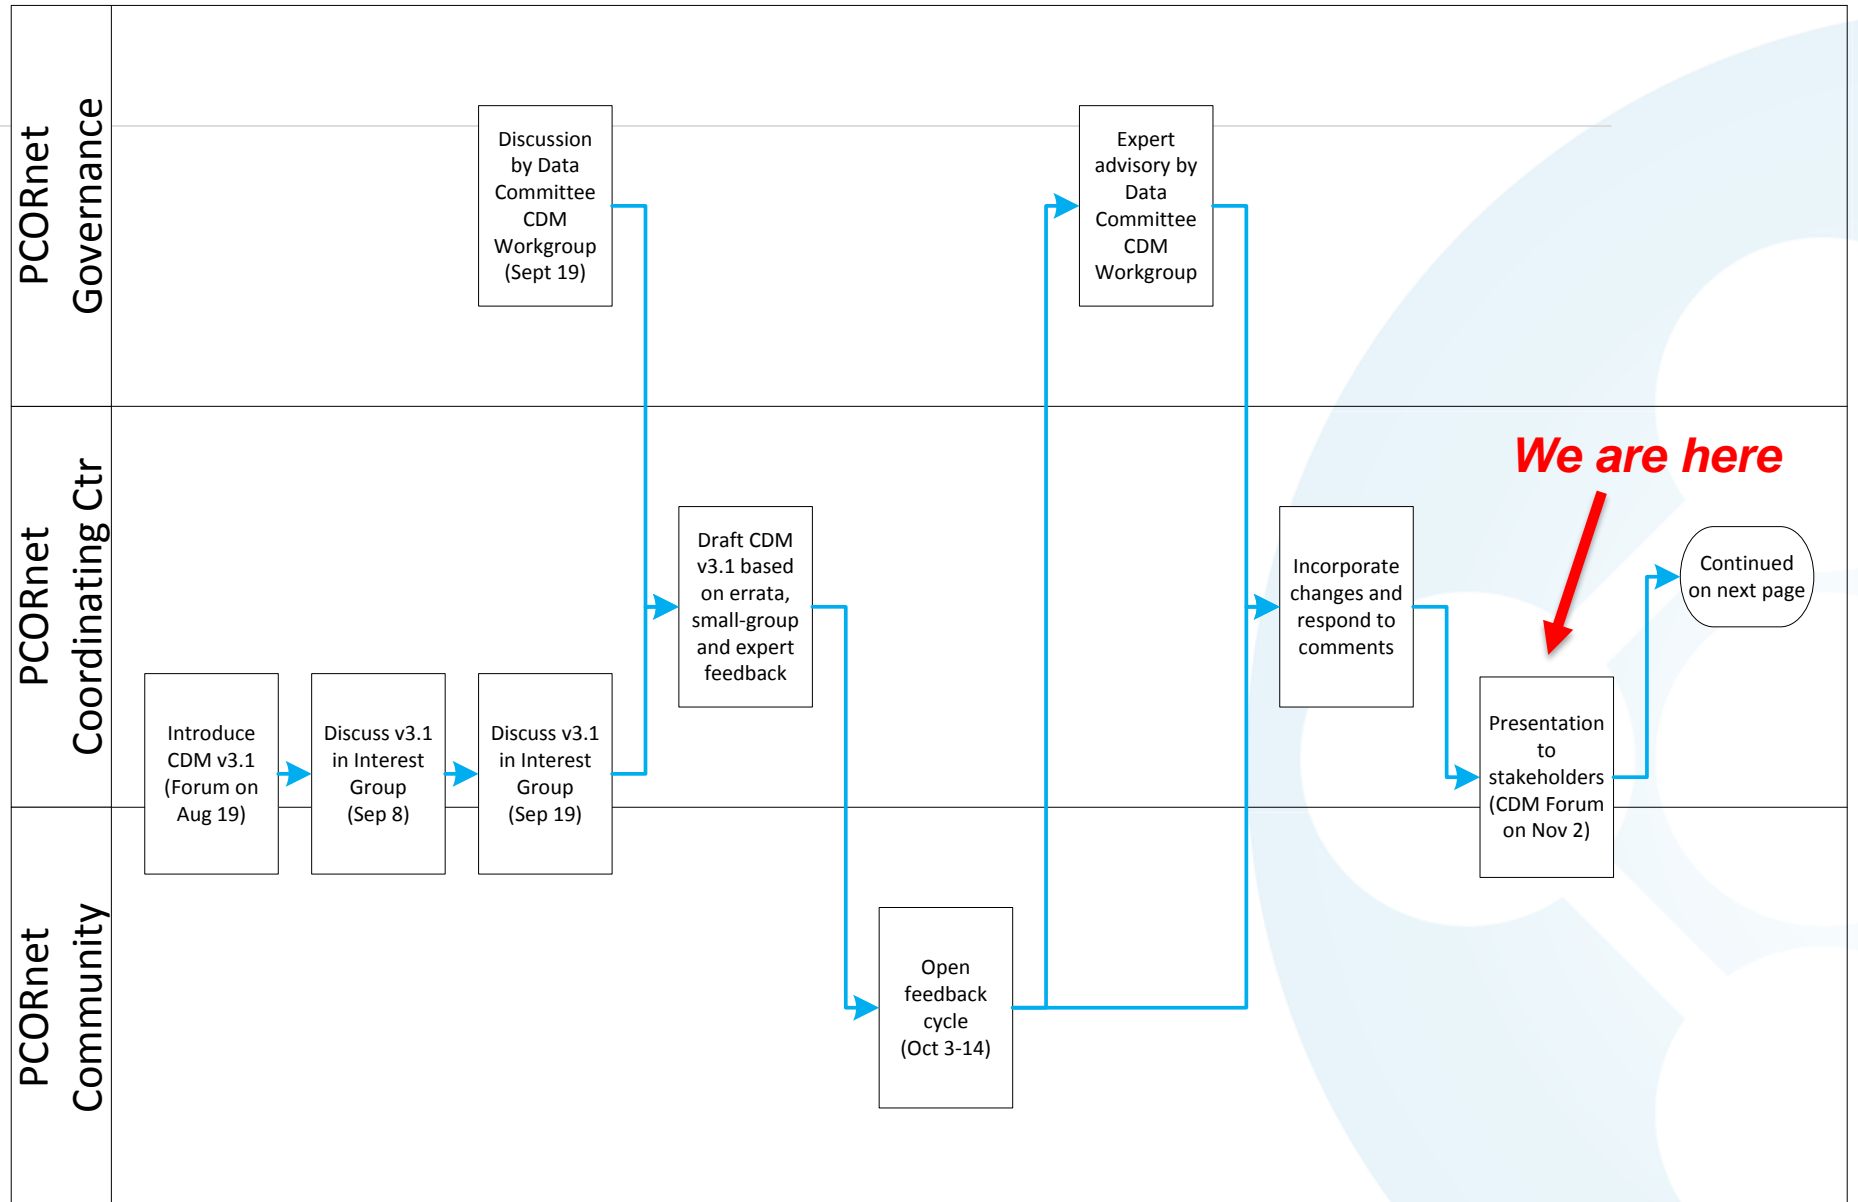 PCORnet
Governance
Discussion
by Data
Committee
CDM
Workgroup
(Sept 19)
Expert
advisory by
Data
Committee
CDM
Workgroup
PCORnet
Coordinating Ctr
Introduce
CDM v3.1
(Forum on
Aug 19)
Discuss v3.1
in Interest
Group
(Sep 8)
Discuss v3.1
in Interest
Group
(Sep 19)
Draft CDM
v3.1 based
on errata,
small-group
and expert
feedback
Incorporate
changes and
respond to
comments
We are here
Presentation
to
stakeholders
(CDM Forum
on Nov 2)
Continued
on next page
PCORnet
Community
Open
feedback
cycle
(Oct 3-14)